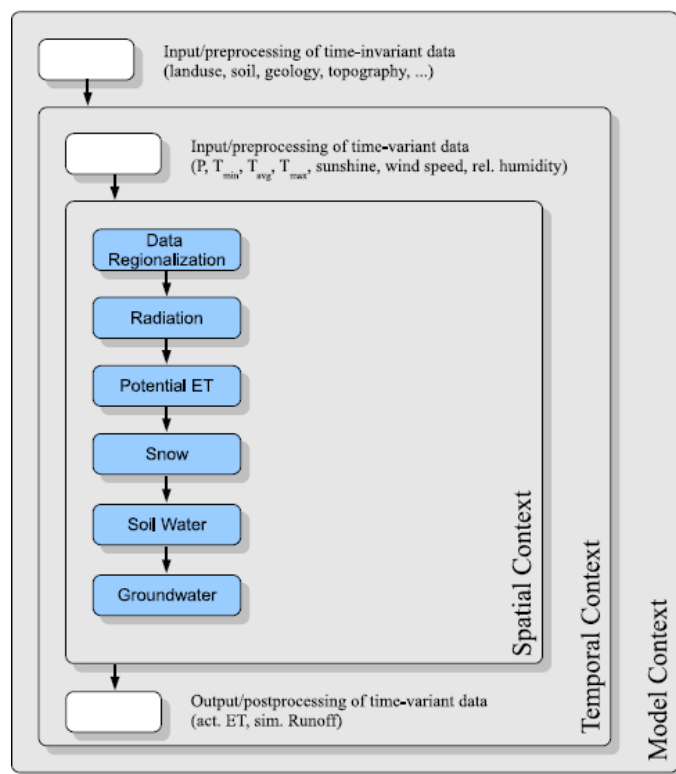 Input/preprocessing of time-invariant data
(landuse, soil, geology, topography, ...)
Input/preprocessing of time-variant data
(P, Tmin, Tavg, Tmax, sunshine, wind speed, rel. humidity)
Data
Regionalization
Radiation
Potential ET
Snow
Soil Water
Groundwater
Spatial Context
Temporal Context
Model Context
Output/postprocessing of time-variant data
(act. ET, sim. Runoff)